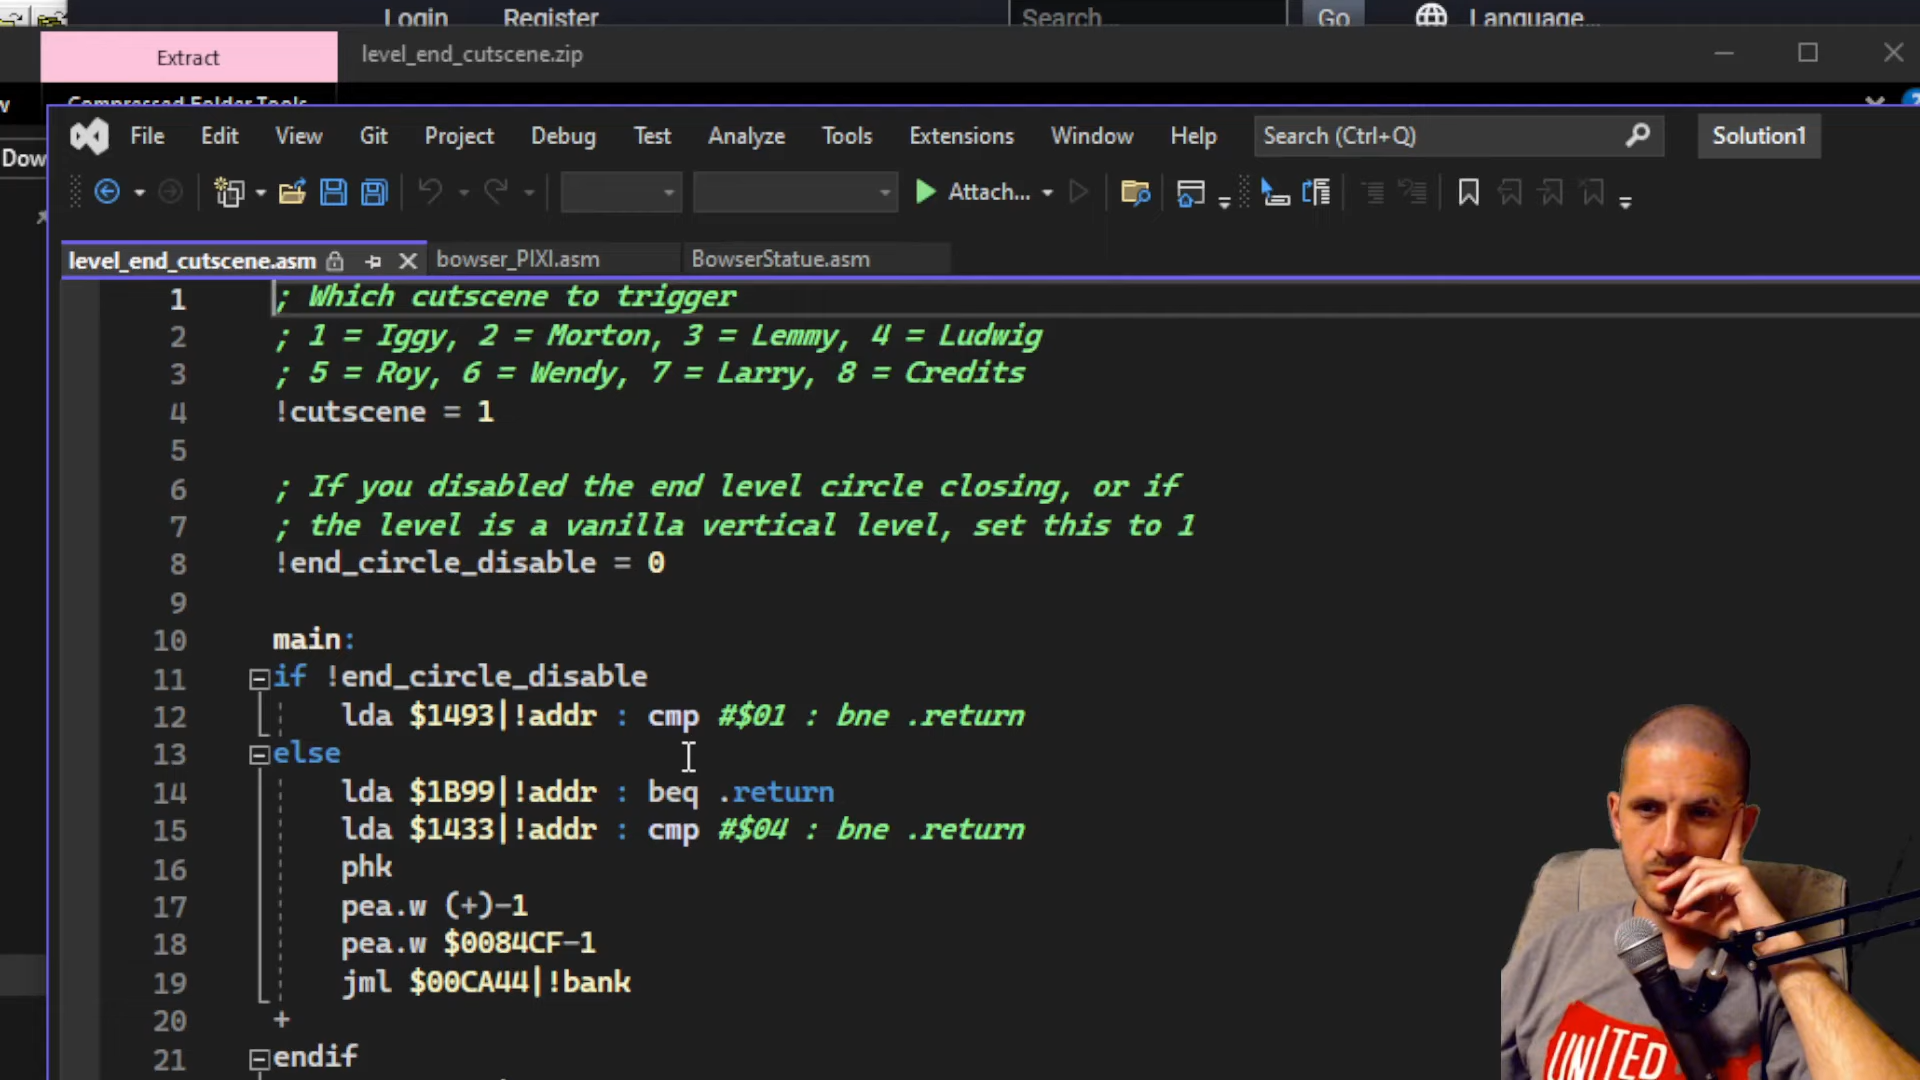 Login Register Search... Go Language...
Extract level_end_cutscene.zip
Compressed Folder Tools
File Edit View Git Project Debug Test Analyze Tools Extensions Window Help Search (Ctrl+Q) Solution1
Dow
Attach...
level_end_cutscene.asm bowser_PIXI.asm BowserStatue.asm
1 ; Which cutscene to trigger
2 ; 1 = Iggy, 2 = Morton, 3 = Lemmy, 4 = Ludwig
3 ; 5 = Roy, 6 = Wendy, 7 = Larry, 8 = Credits
4 !cutscene = 1
5
6 ; If you disabled the end level circle closing, or if
7 ; the level is a vanilla vertical level, set this to 1
8 !end_circle_disable = 0
9
10 main:
11 if !end_circle_disable
12 lda $1493|!addr : cmp #$01 : bne .return
13 else
14 lda $1B99|!addr : beq .return
15 lda $1433|!addr : cmp #$04 : bne .return
16 phk
17 pea.w (+)-1
18 pea.w $0084CF-1
19 jml $00CA44|!bank
20 +
21 endif
UNITED